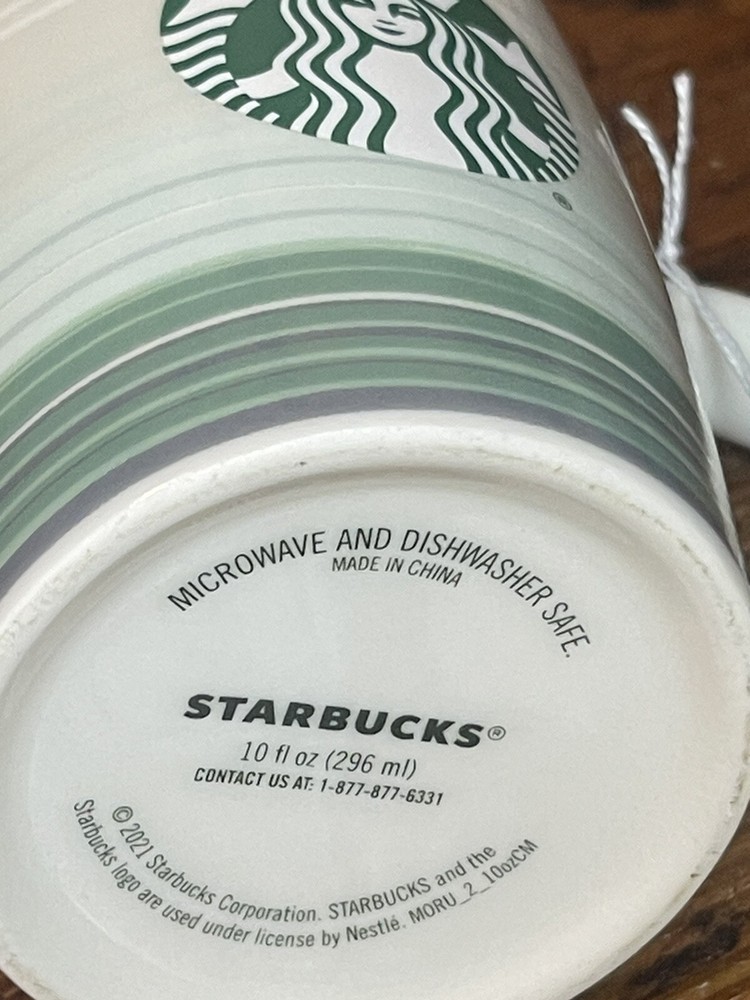 ®
MICROWAVE AND DISHWASHER SAFE.
MADE IN CHINA
STARBUCKS®
10 fl oz (296 ml)
CONTACT US AT: 1-877-877-6331
© 2021 Starbucks Corporation. STARBUCKS and the
Starbucks logo are used under license by Nestlé. MORU_2_10ozCM